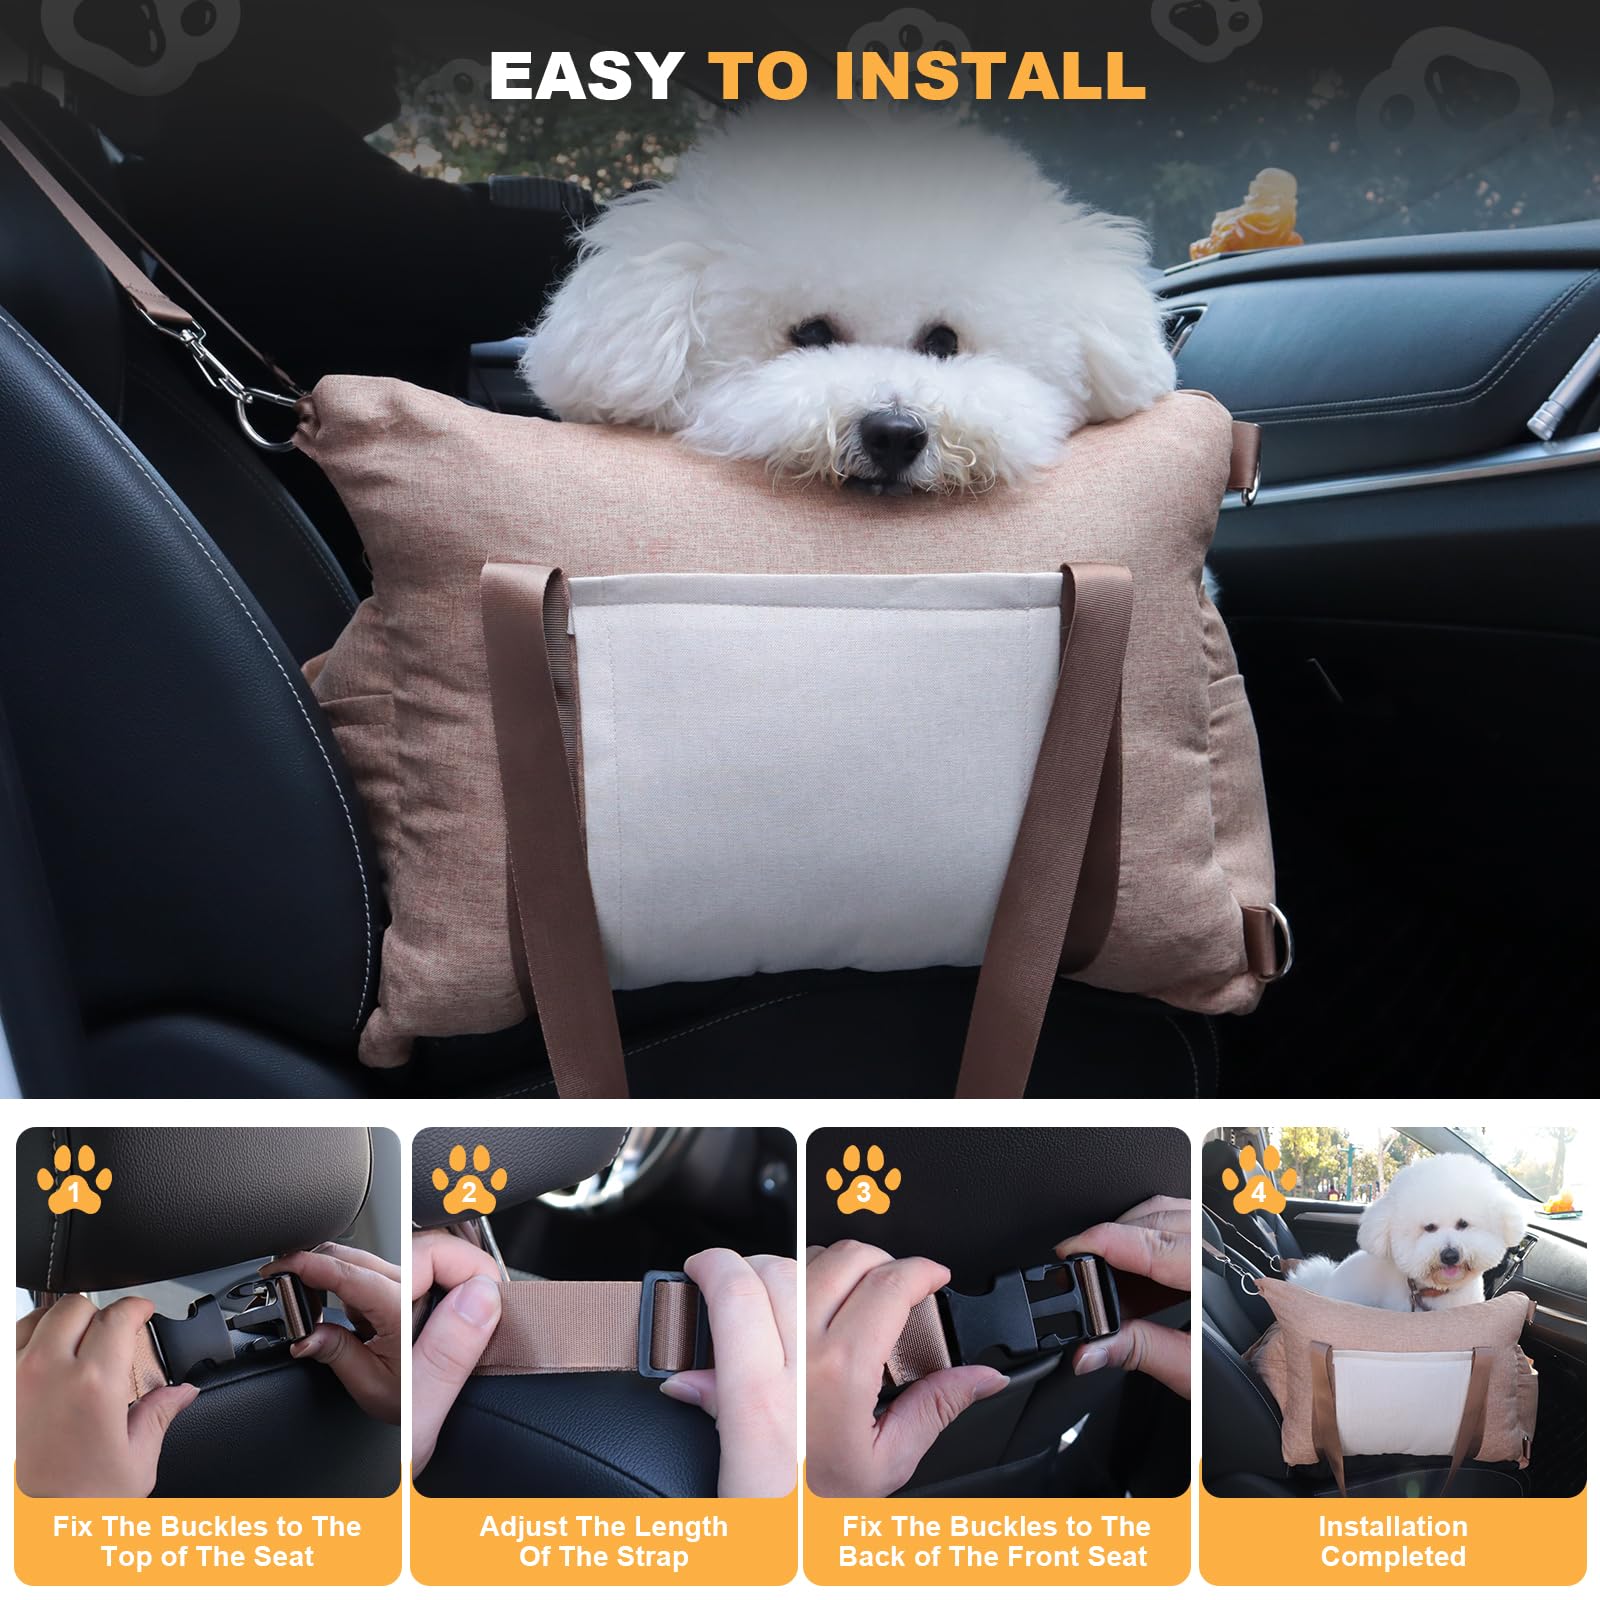 EASY TO INSTALL
1
Fix The Buckles to The
Top of The Seat
2
Adjust The Length
Of The Strap
3
Fix The Buckles to The
Back of The Front Seat
4
Installation
Completed